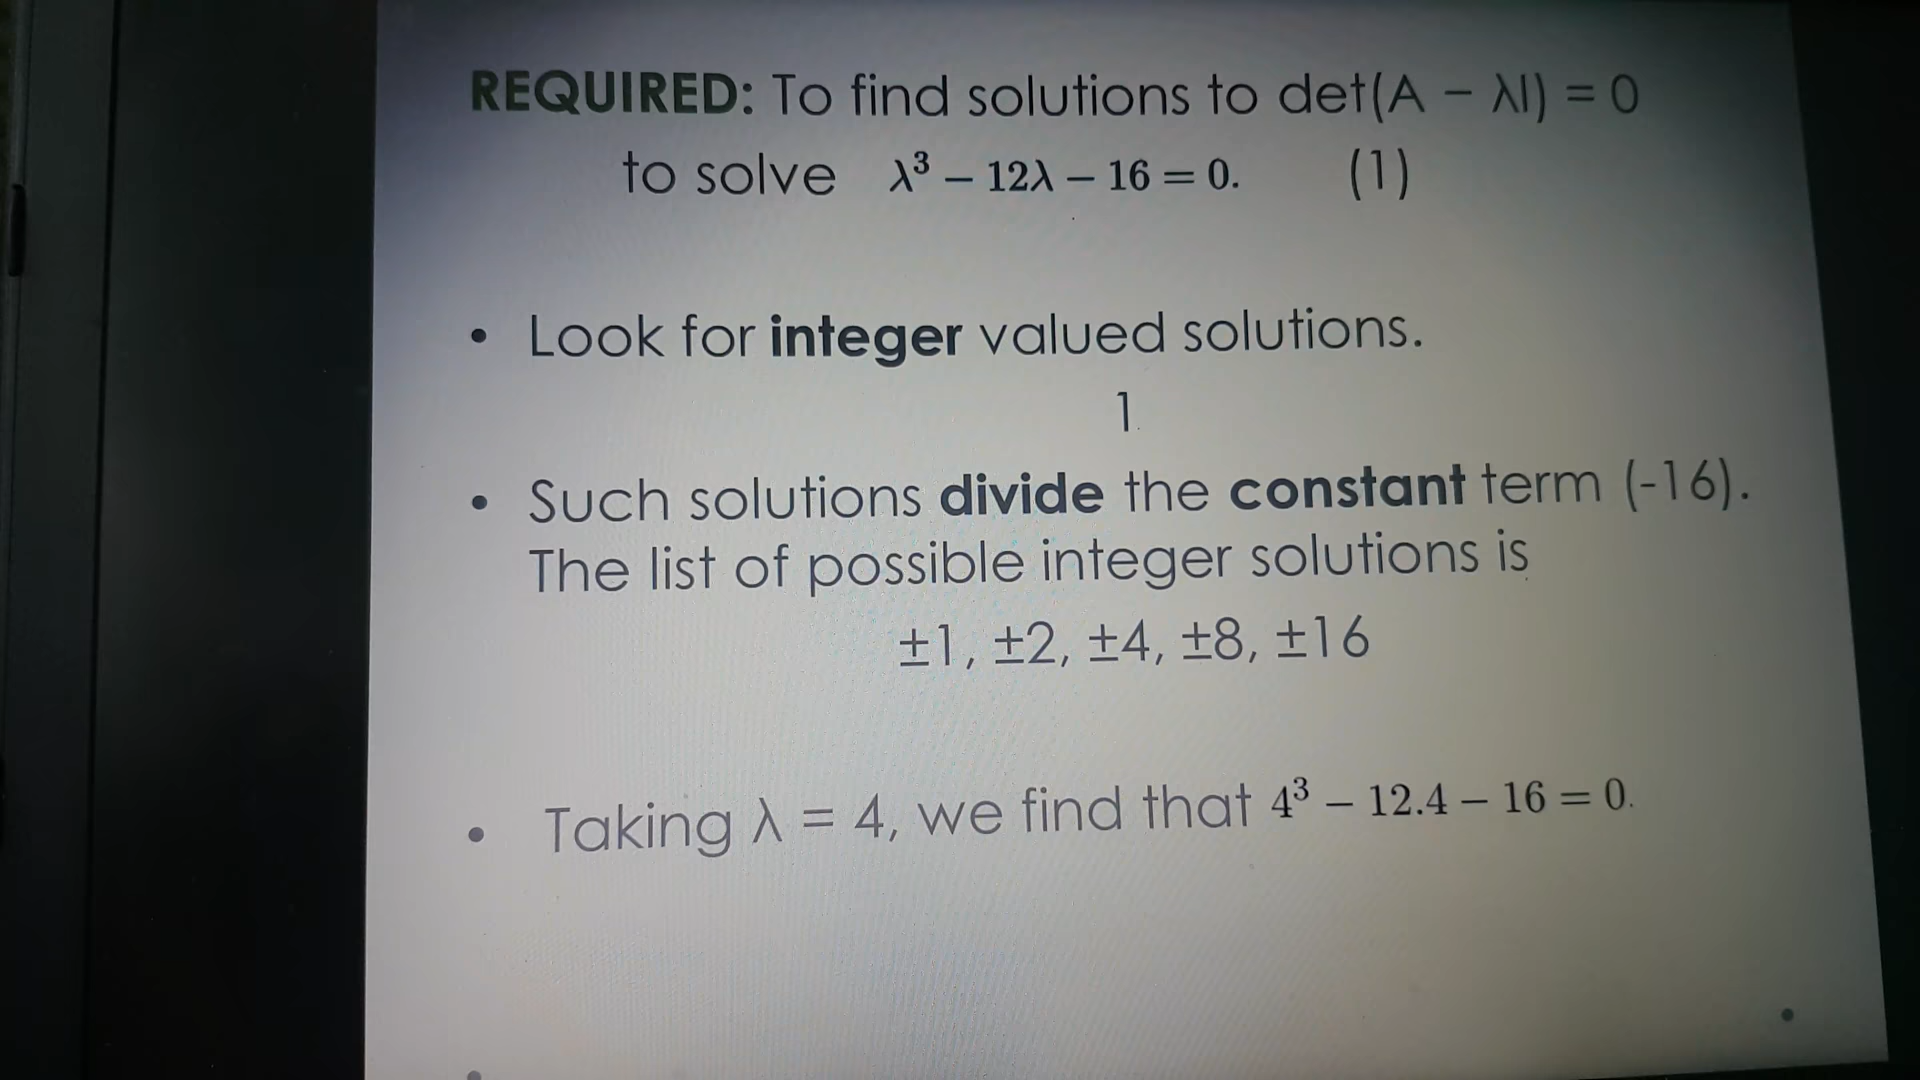 REQUIRED: To find solutions to det(A − λI) = 0
to solve λ³ − 12λ − 16 = 0. (1)
• Look for integer valued solutions.
1
• Such solutions divide the constant term (-16).
The list of possible integer solutions is
±1, ±2, ±4, ±8, ±16
• Taking λ = 4, we find that 4³ − 12.4 − 16 = 0.